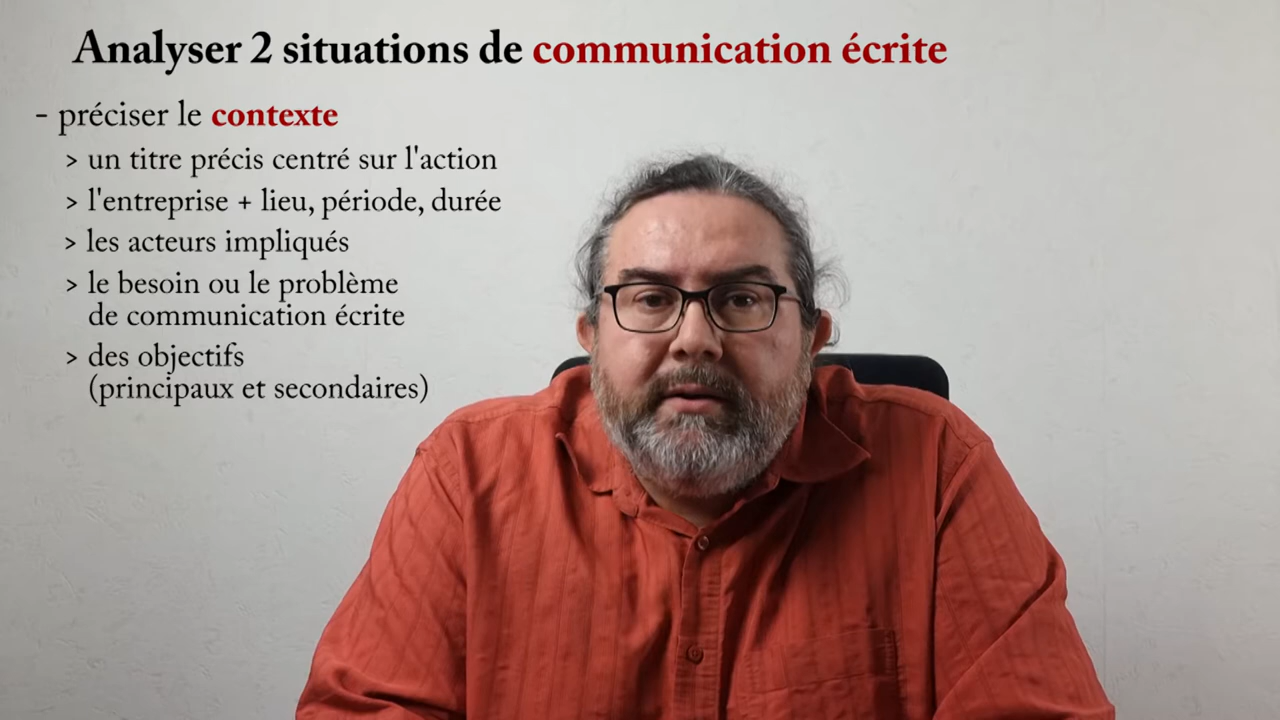 Analyser 2 situations de communication écrite
- préciser le contexte
> un titre précis centré sur l'action
> l'entreprise + lieu, période, durée
> les acteurs impliqués
> le besoin ou le problème
de communication écrite
> des objectifs
(principaux et secondaires)